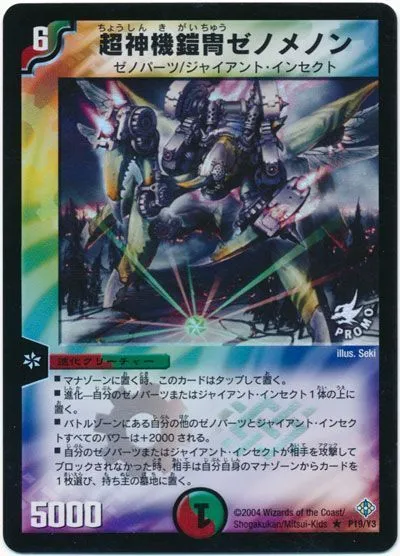 6
ちょうしん き がいちゅう
超神機鎧冑ゼノメノン
ゼノパーツ/ジャイアント・インセクト
PROMO.
illus. Seki
進化クリーチャー
■ マナゾーンに置く時、このカードはタップして置く。
■ 進化―自分のゼノパーツまたはジャイアント・インセクト1体の上に置く。
■ バトルゾーンにある自分の他のゼノパーツとジャイアント・インセクトすべてのパワーは+2000される。
■ 自分のゼノパーツまたはジャイアント・インセクトが相手を攻撃してブロックされなかった時、相手は自分自身のマナゾーンからカードを1枚選び、持ち主の墓地に置く。
1
5000
©2004 Wizards of the Coast/
Shogakukan/Mitsui-Kids ★ P19/Y3